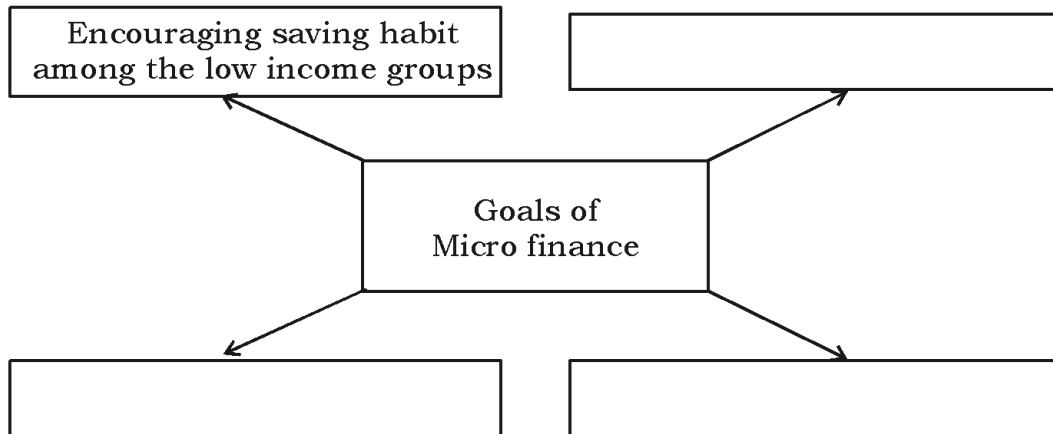 Encouraging saving habit
among the low income groups
Goals of
Micro finance